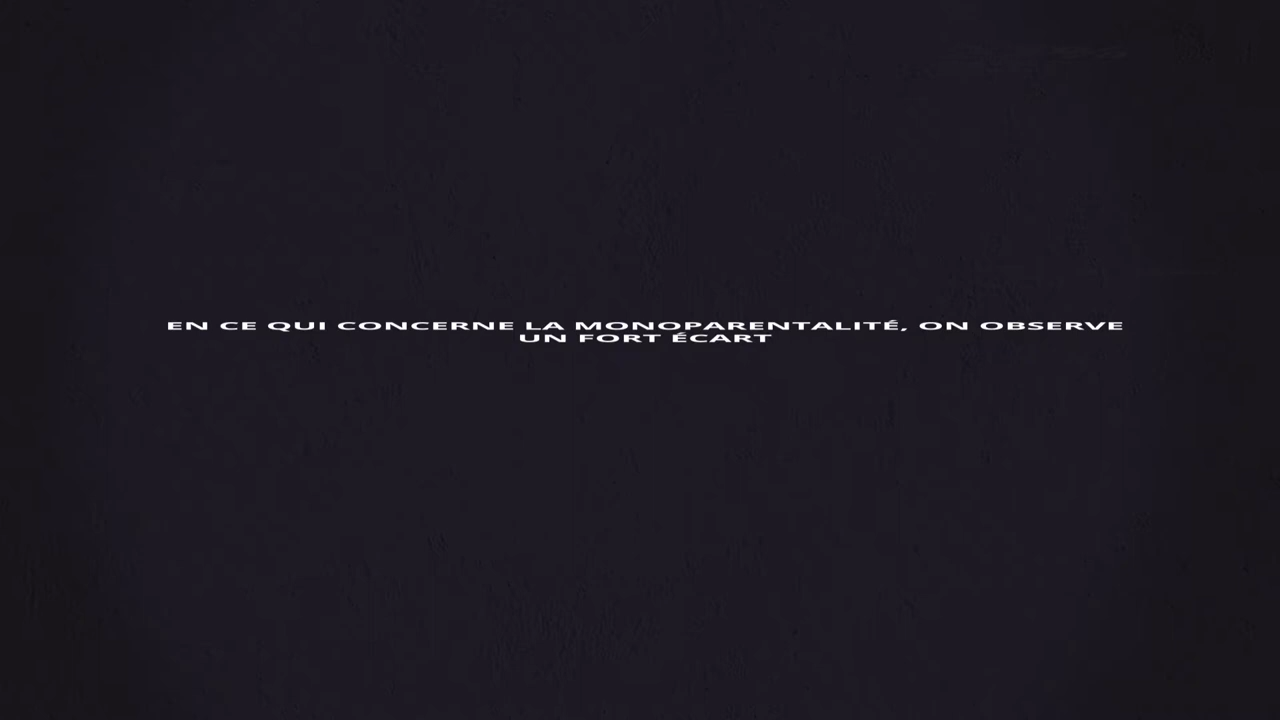 EN CE QUI CONCERNE LA MONOPARENTALITÉ, ON OBSERVE
UN FORT ÉCART